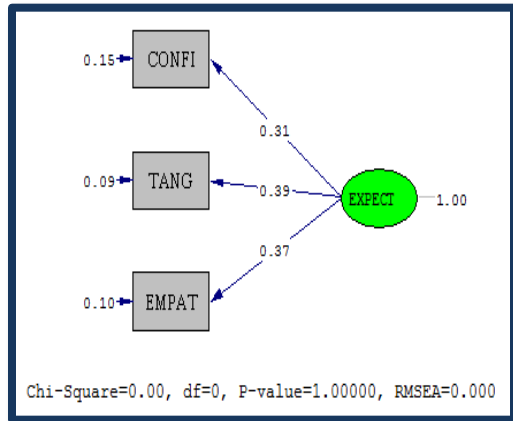 0.15 CONFI
0.31
0.09 TANG 0.39 EXPECT 1.00
0.37
0.10 EMPAT
Chi-Square=0.00, df=0, P-value=1.00000, RMSEA=0.000